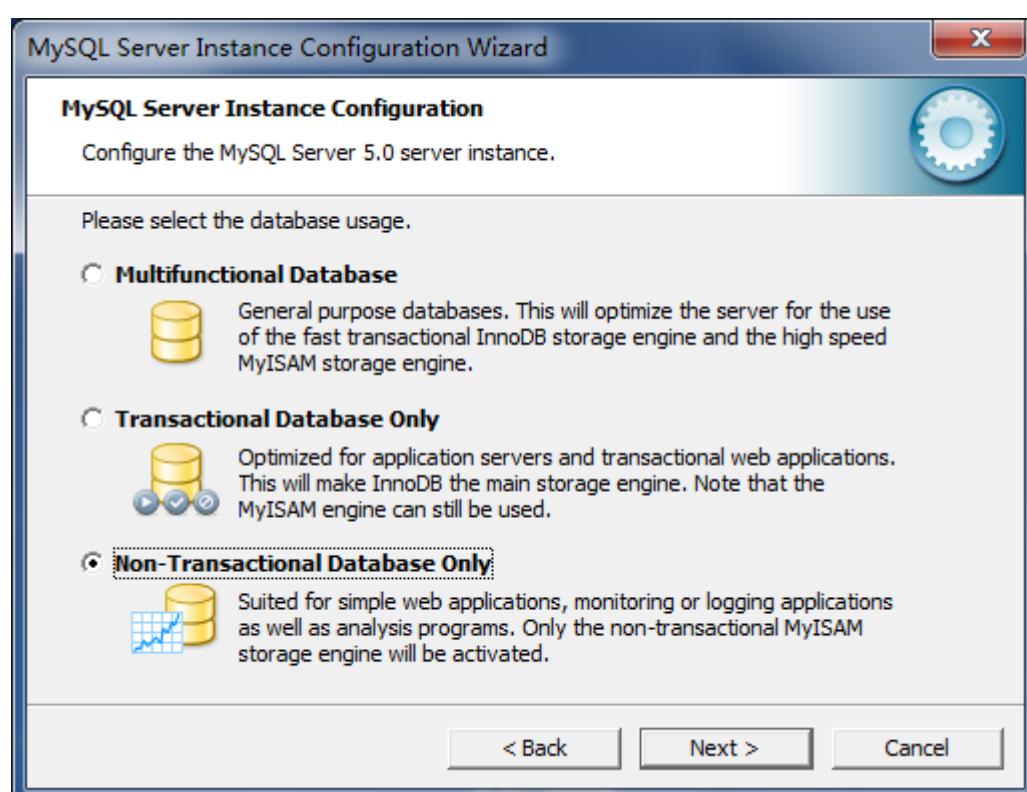 MySQL Server Instance Configuration Wizard
MySQL Server Instance Configuration
Configure the MySQL Server 5.0 server instance.
Please select the database usage.
Multifunctional Database
General purpose databases. This will optimize the server for the use
of the fast transactional InnoDB storage engine and the high speed
MyISAM storage engine.
Transactional Database Only
Optimized for application servers and transactional web applications.
This will make InnoDB the main storage engine. Note that the
MyISAM engine can still be used.
Non-Transactional Database Only
Suited for simple web applications, monitoring or logging applications
as well as analysis programs. Only the non-transactional MyISAM
storage engine will be activated.
< Back Next > Cancel